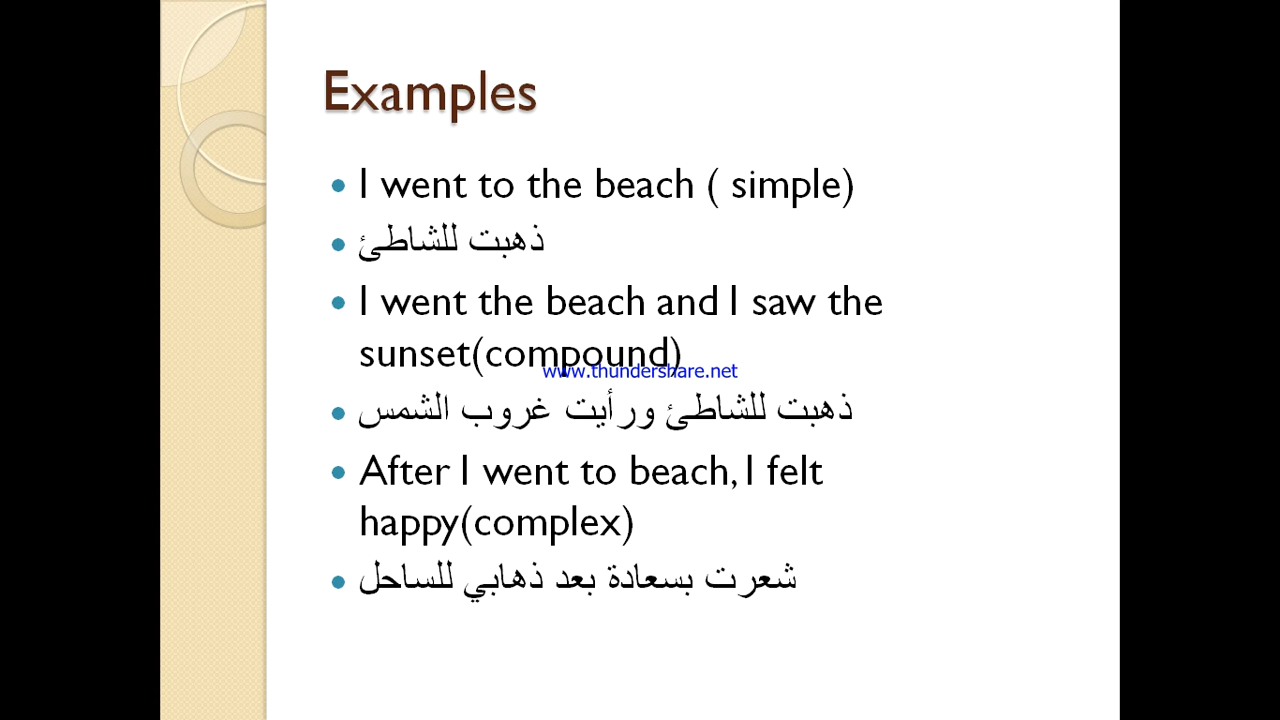 Examples
I went to the beach ( simple)
ذهبت للشاطئ
I went the beach and I saw the
sunset(compound)
www.thundershare.net
ذهبت للشاطئ ورأيت غروب الشمس
After I went to beach, I felt
happy(complex)
شعرت بسعادة بعد ذهابي للساحل